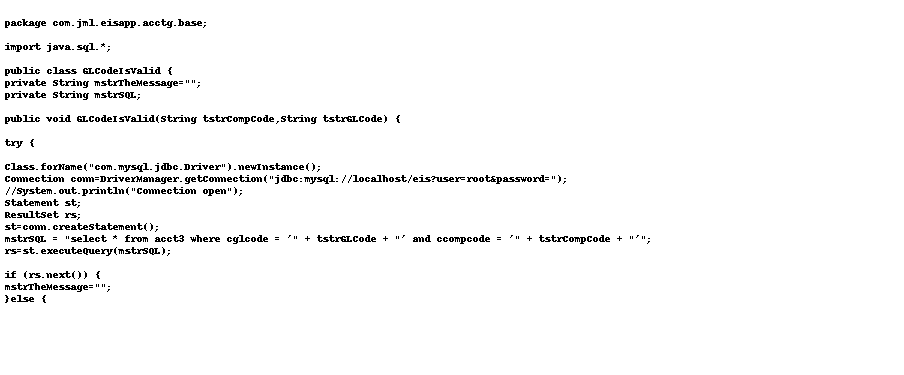 package com.jml.eisapp.acctg.base;
import java.sql.*;
public class GLCodeIsValid {
private String mstrTheMessage="";
private String mstrSQL;
public void GLCodeIsValid(String tstrCompCode,String tstrGLCode) {
try {
Class.forName("com.mysql.jdbc.Driver").newInstance();
Connection conn=DriverManager.getConnection("jdbc:mysql://localhost/eis?user=root&password=");
//System.out.println("Connection open");
Statement st;
ResultSet rs;
st=conn.createStatement();
mstrSQL = "select * from acct3 where cglcode = '" + tstrGLCode + "' and ccompcode = '" + tstrCompCode + "'";
rs=st.executeQuery(mstrSQL);
if (rs.next()) {
mstrTheMessage="";
}else {